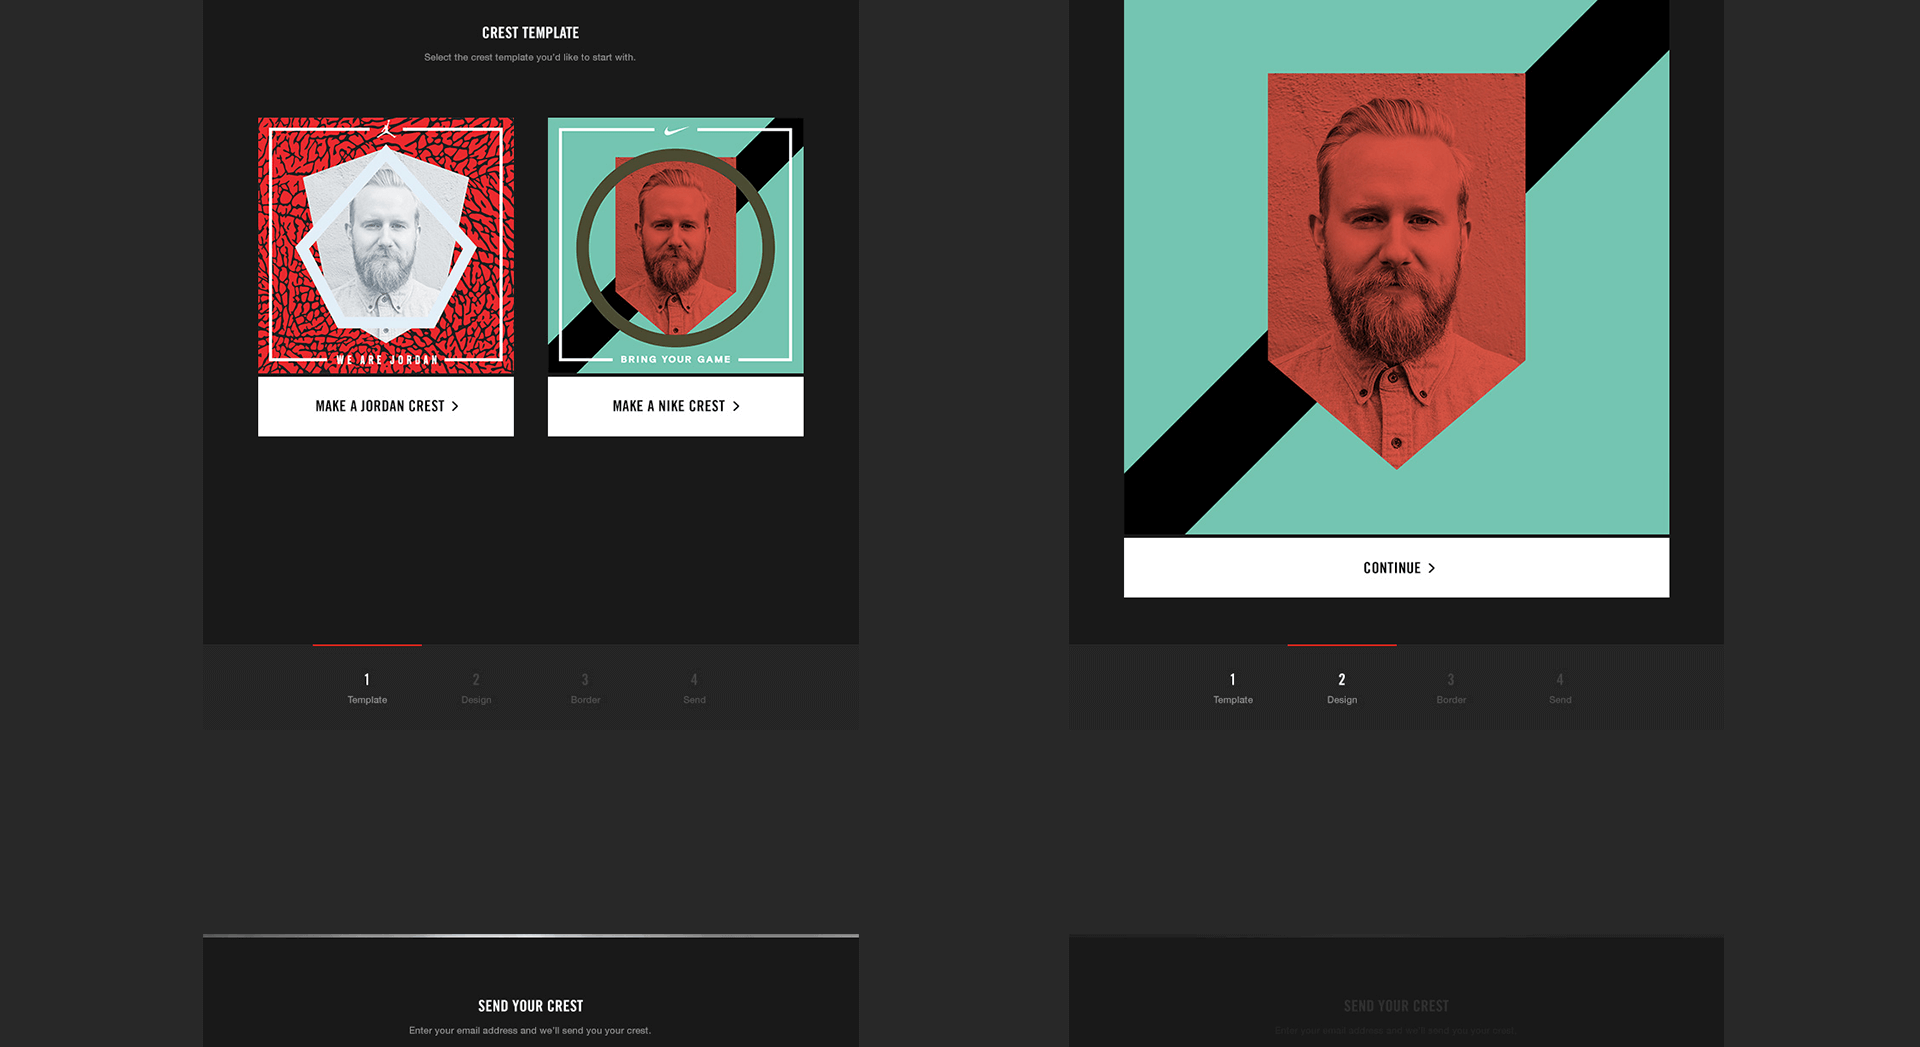 CREST TEMPLATE
Select the crest template you'd like to start with.
WE ARE JORDAN
BRING YOUR GAME
MAKE A JORDAN CREST
MAKE A NIKE CREST
1
2
3
4
Template
Design
Border
Send
CONTINUE
1
2
3
4
Template
Design
Border
Send
SEND YOUR CREST
Enter your email address and we'll send you your crest.
SEND YOUR CREST
Enter your email address and we'll send you your crest.